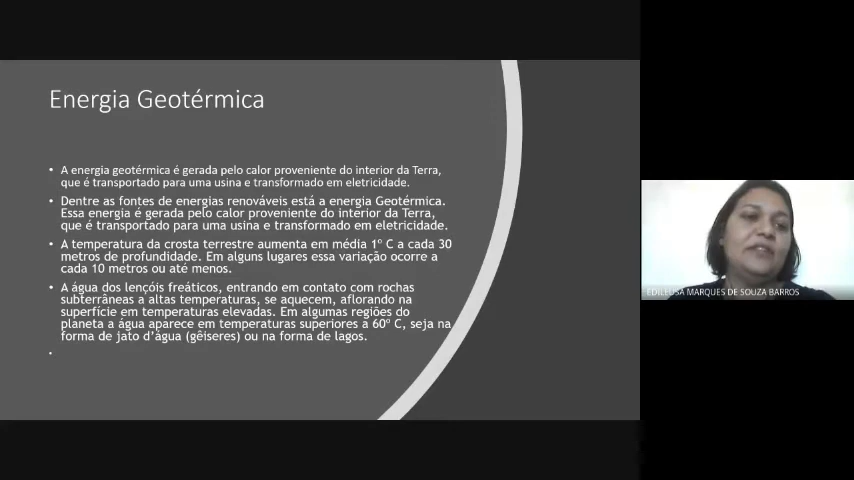 Energia Geotérmica
• A energia geotérmica é gerada pelo calor proveniente do interior da Terra,
que é transportado para uma usina e transformado em eletricidade.
• Dentre as fontes de energias renováveis está a energia Geotérmica.
Essa energia é gerada pelo calor proveniente do interior da Terra,
que é transportado para uma usina e transformado em eletricidade.
• A temperatura da crosta terrestre aumenta em média 1º C a cada 30
metros de profundidade. Em alguns lugares essa variação ocorre a
cada 10 metros ou até menos.
• A água dos lençóis freáticos, entrando em contato com rochas
subterrâneas a altas temperaturas, se aquecem, aflorando na
superfície em temperaturas elevadas. Em algumas regiões do
planeta a água aparece em temperaturas superiores a 60º C, seja na
forma de jato d'água (gêiseres) ou na forma de lagos.
•
EDILEUSA MARQUES DE SOUZA BARROS